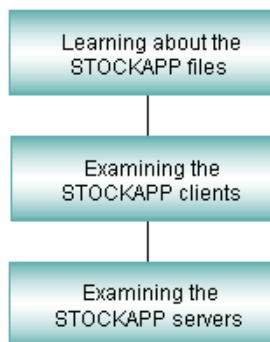 Learning about the
STOCKAPP files
Examining the
STOCKAPP clients
Examining the
STOCKAPP servers